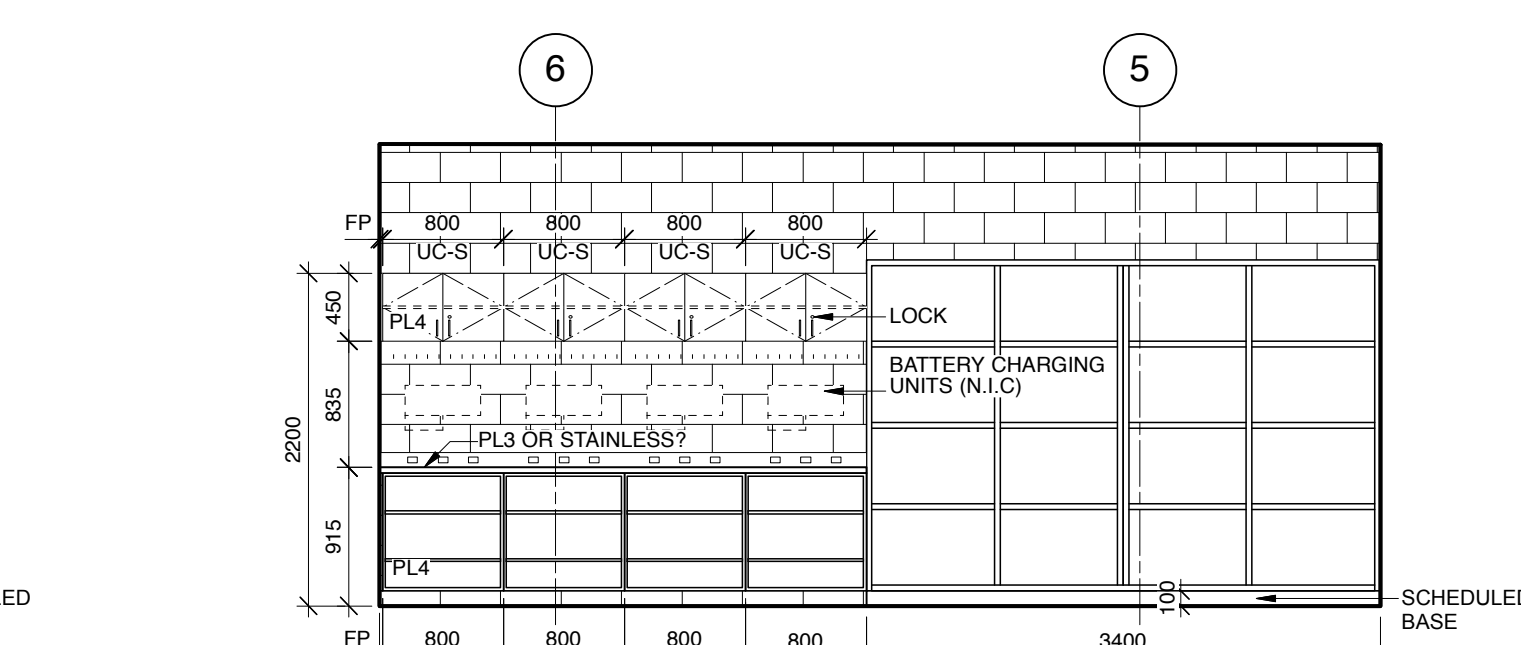 6
5
FP
800
800
800
800
UC-S
UC-S
UC-S
UC-S
450
PL4
LOCK
BATTERY CHARGING
UNITS (N.I.C)
835
2200
PL3 OR STAINLESS?
915
PL4
100
ED
SCHEDULED
BASE
FP
800
800
800
800
3400